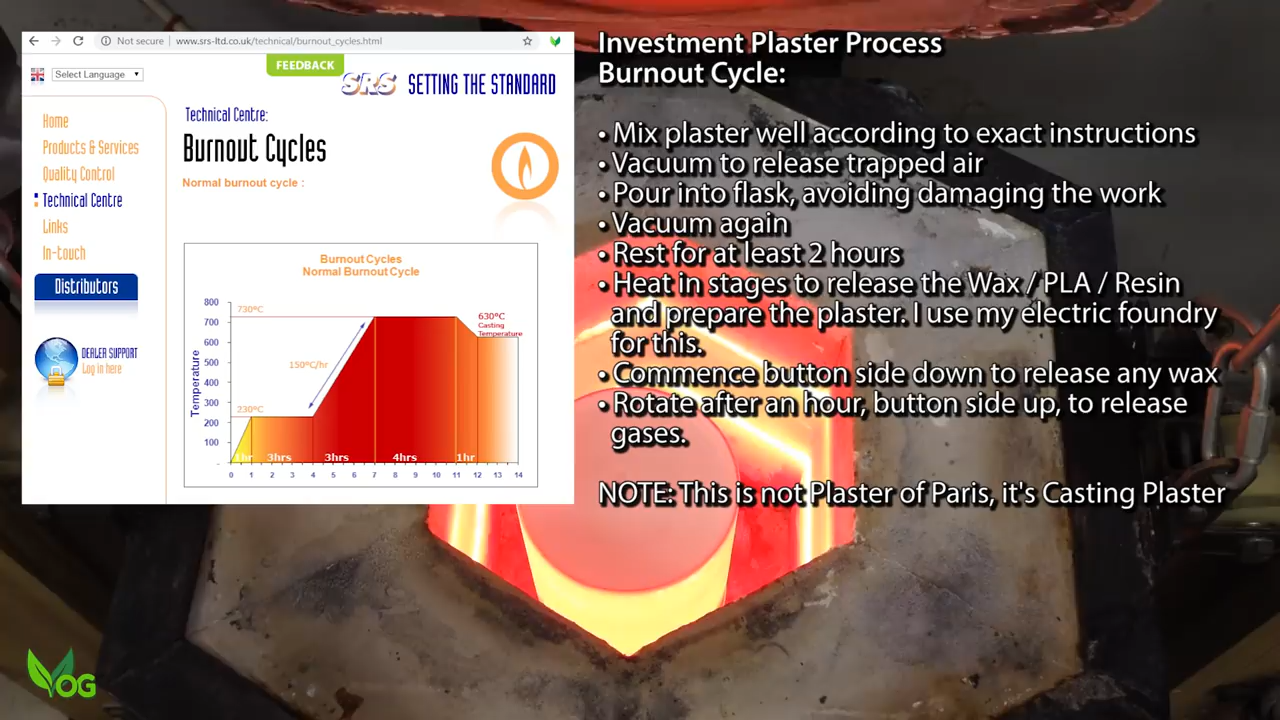 Not secure
www.srs-ltd.co.uk/technical/burnout_cycles.html
Select Language
FEEDBACK
SRS SETTING THE STANDARD
Home
Products & Services
Quality Control
Technical Centre
Links
In-touch
Distributors
DEALER SUPPORT
Log in here
Technical Centre:
Burnout Cycles
Normal burnout cycle :
Burnout Cycles
Normal Burnout Cycle
Temperature
800
700
600
500
400
300
200
100
-
730ºC
630ºC
Casting
Temperature
150ºC/hr
230ºC
1hr 3hrs 3hrs 4hrs 1hr
0 1 2 3 4 5 6 7 8 9 10 11 12 13 14
Investment Plaster Process
Burnout Cycle:
• Mix plaster well according to exact instructions
• Vacuum to release trapped air
• Pour into flask, avoiding damaging the work
• Vacuum again
• Rest for at least 2 hours
• Heat in stages to release the Wax / PLA / Resin
and prepare the plaster. I use my electric foundry
for this.
• Commence button side down to release any wax
• Rotate after an hour, button side up, to release
gases.
NOTE: This is not Plaster of Paris, it's Casting Plaster
VOG